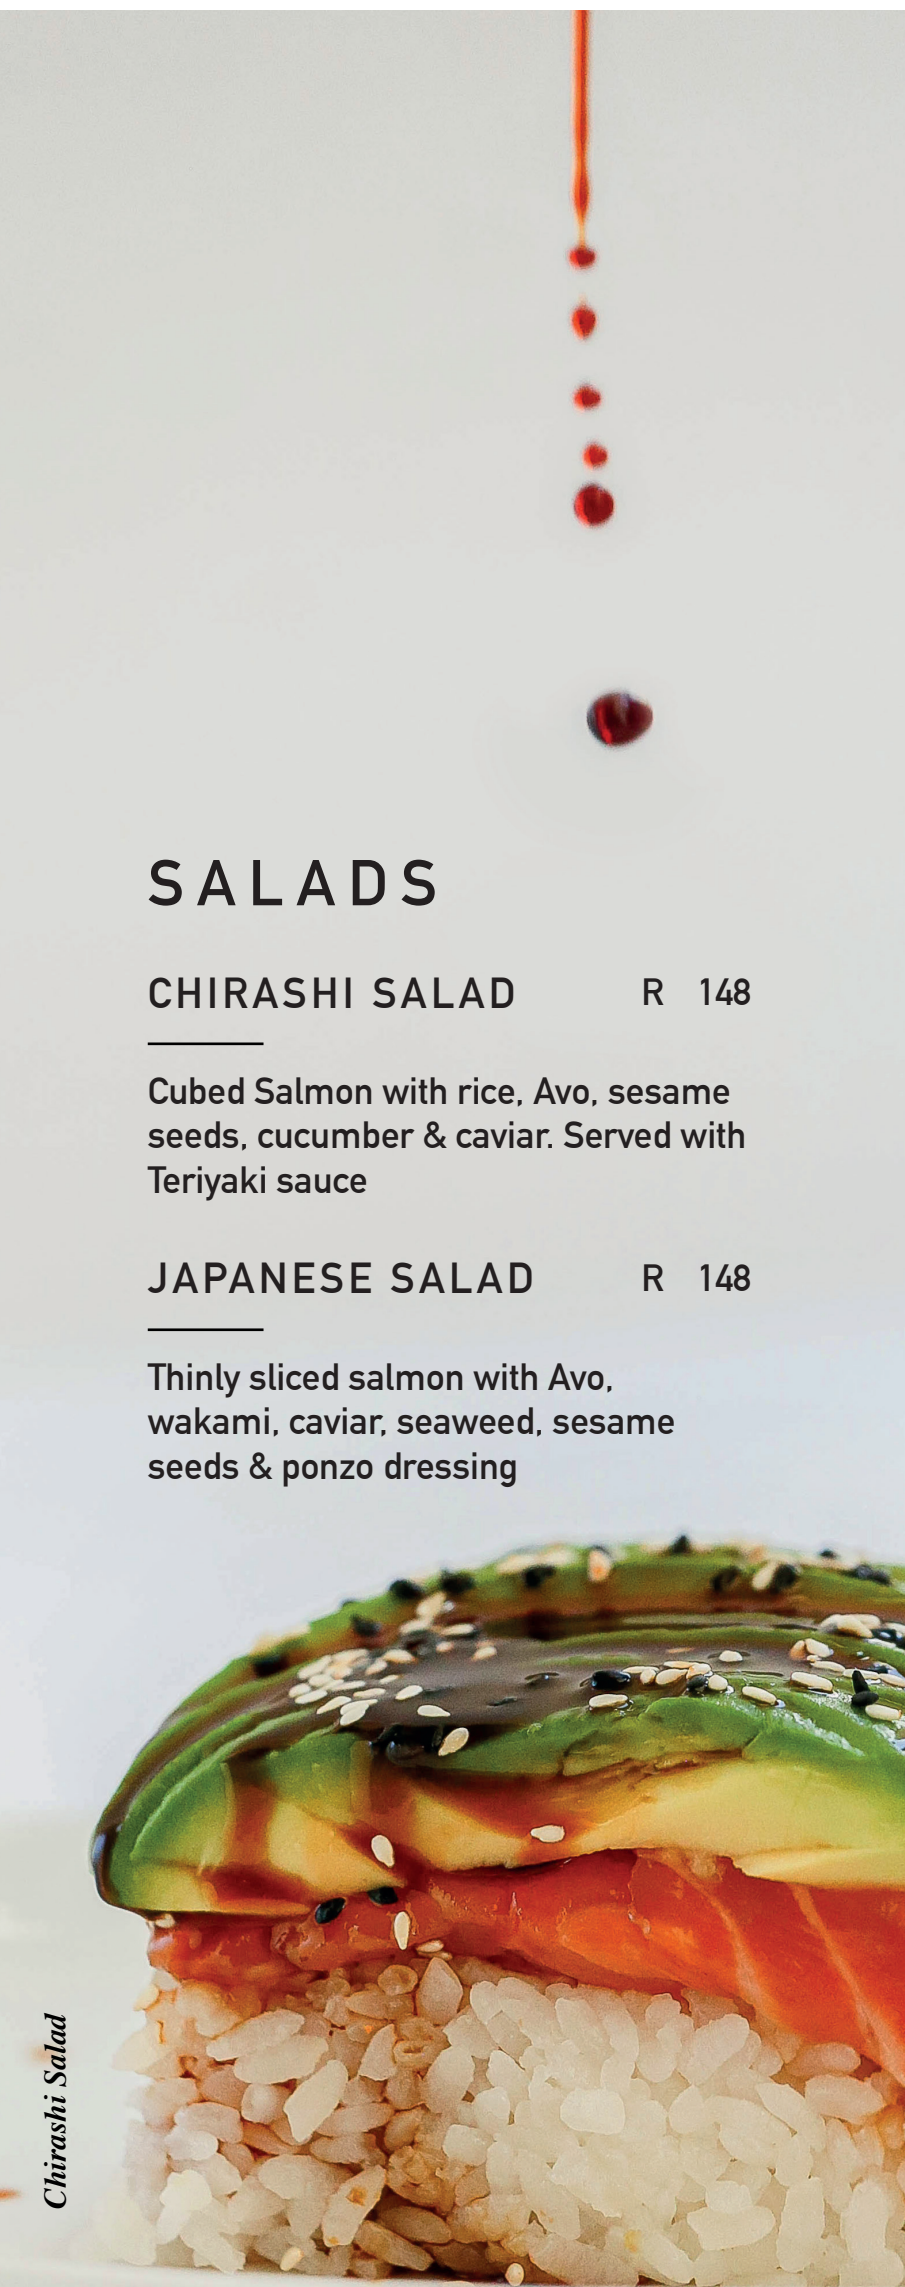 SALADS
CHIRASHI SALAD R 148
Cubed Salmon with rice, Avo, sesame
seeds, cucumber & caviar. Served with
Teriyaki sauce
JAPANESE SALAD R 148
Thinly sliced salmon with Avo,
wakami, caviar, seaweed, sesame
seeds & ponzo dressing
Chirashi Salad